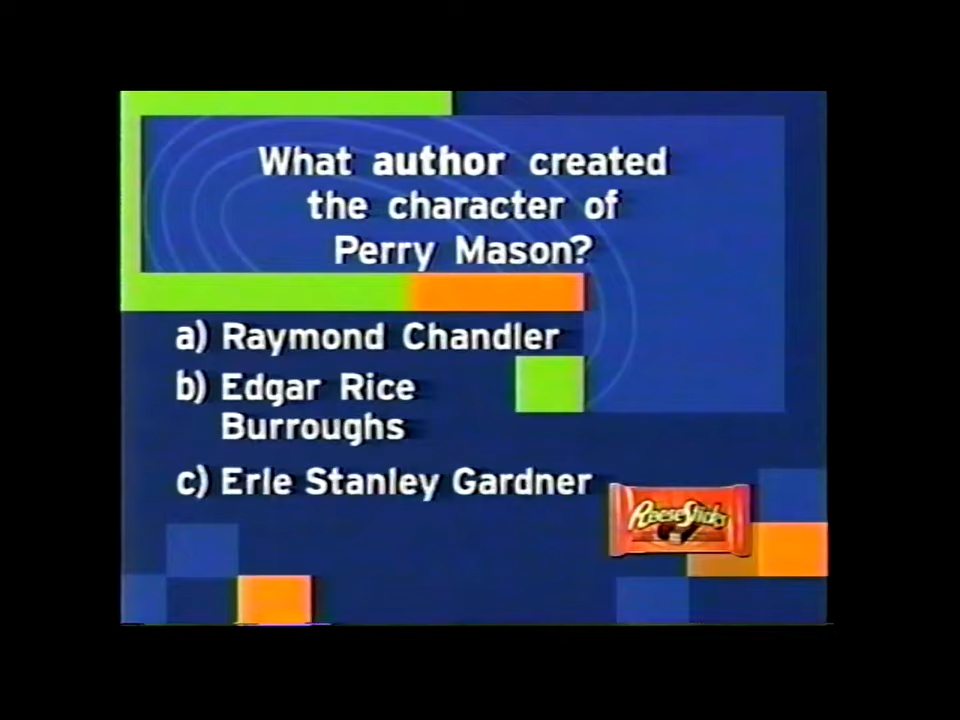 What author created
the character of
Perry Mason?
a) Raymond Chandler
b) Edgar Rice
Burroughs
c) Erle Stanley Gardner
ReeseSticks